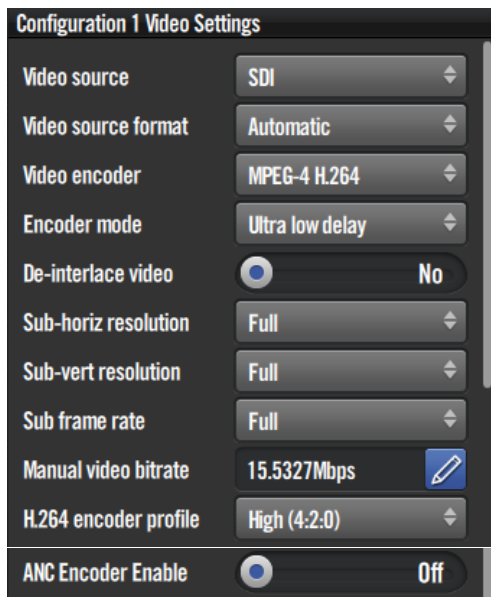 Configuration 1 Video Settings
Video source SDI
Video source format Automatic
Video encoder MPEG-4 H.264
Encoder mode Ultra low delay
De-interlace video No
Sub-horiz resolution Full
Sub-vert resolution Full
Sub frame rate Full
Manual video bitrate 15.5327Mbps
H.264 encoder profile High (4:2:0)
ANC Encoder Enable Off